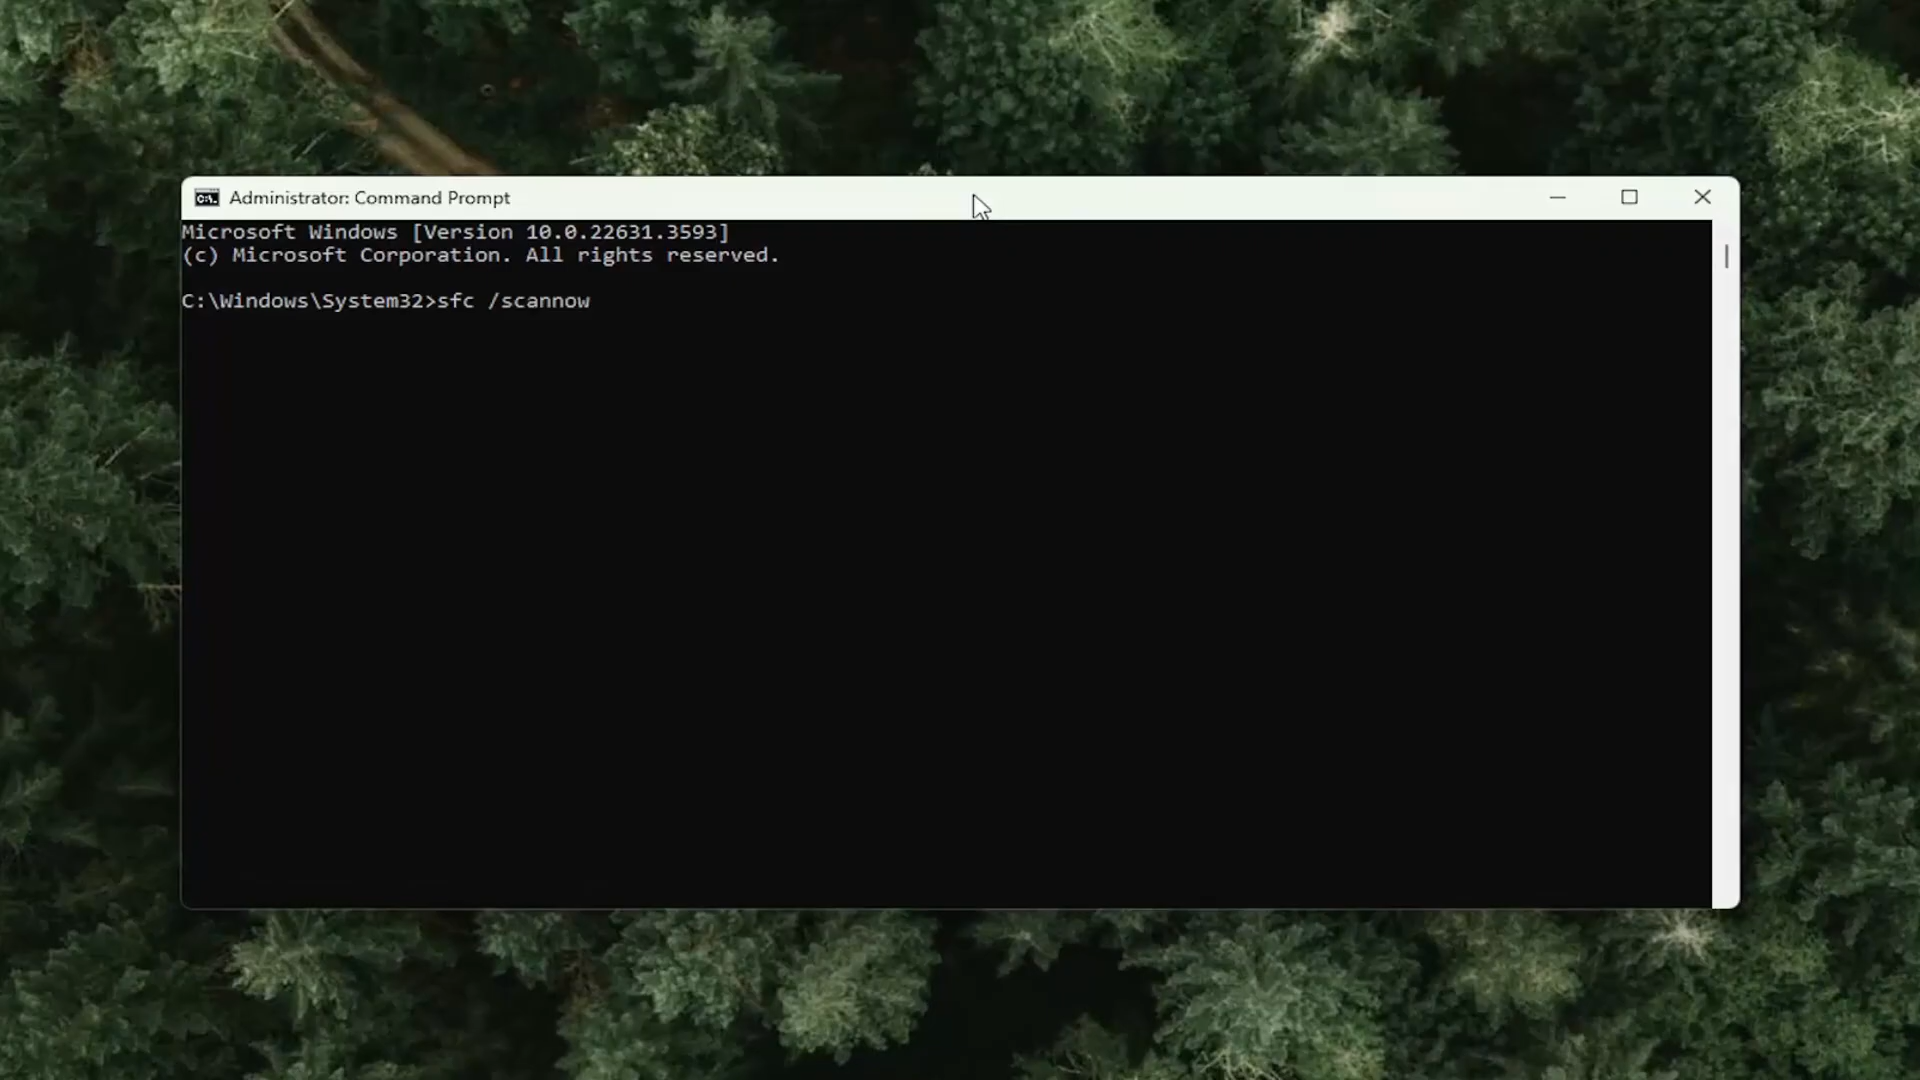 Administrator: Command Prompt
Microsoft Windows [Version 10.0.22631.3593]
(c) Microsoft Corporation. All rights reserved.
C:\Windows\System32>sfc /scannow